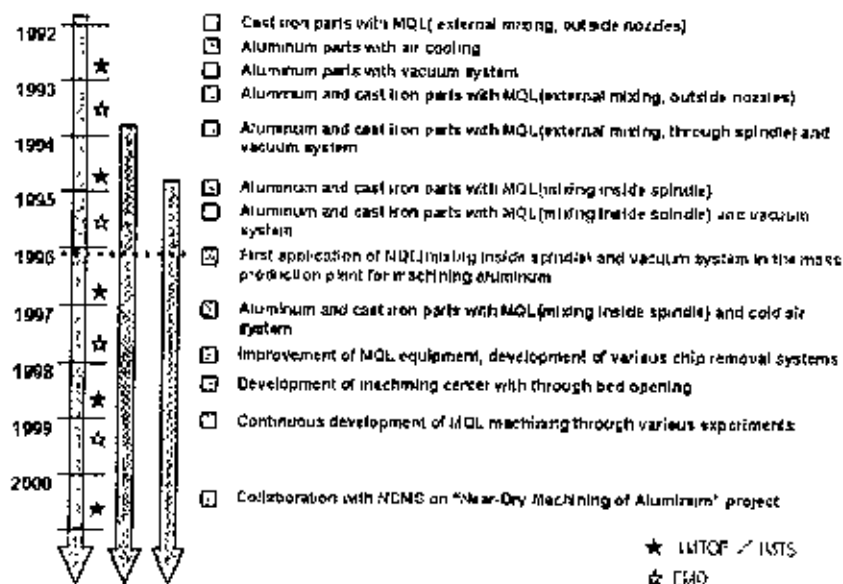 1992
1993
1994
1995
1996
1997
1998
1999
2000
Cast iron parts with MQL( external mixing, outside nozzles)
Aluminum parts with air cooling
Aluminum parts with vacuum system
Aluminum and cast iron parts with MQL(external mixing, outside nozzles)
Aluminum and cast iron parts with MQL(external mixing, through spindle) and
vacuum system
Aluminum and cast iron parts with MQL(mixing inside spindle)
Aluminum and cast iron parts with MQL(mixing inside spindle) and vacuum
system
First application of MQL(mixing inside spindle) and vacuum system in the mass
production plant for machining aluminum
Aluminum and cast iron parts with MQL(mixing inside spindle) and cold air
system
Improvement of MQL equipment, development of various chip removal systems
Development of machining center with through bed opening
Continuous development of MQL machining through various experiments
Collaboration with NCMS on "Near-Dry Machining of Aluminum" project
★ / IMTS
☆ EMO